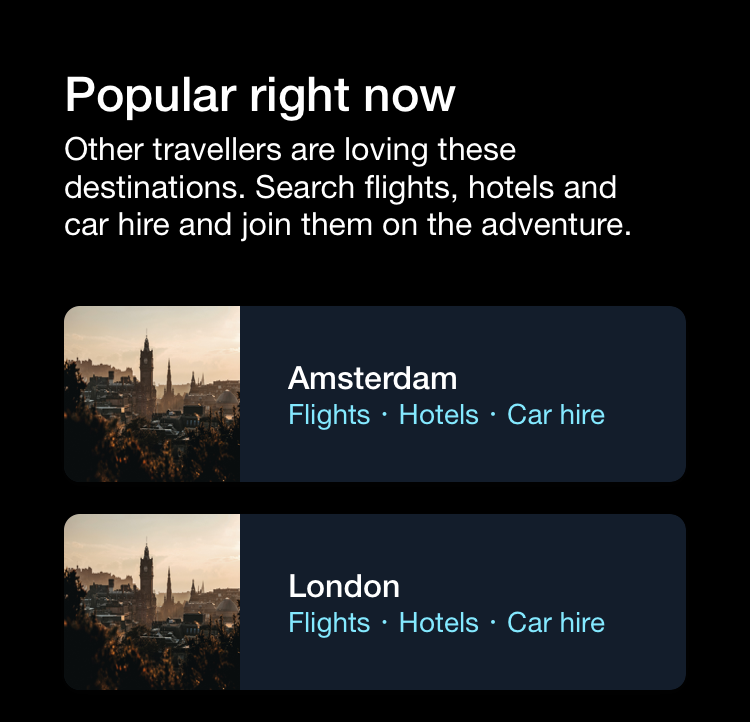 Popular right now
Other travellers are loving these
destinations. Search flights, hotels and
car hire and join them on the adventure.
Amsterdam
Flights · Hotels · Car hire
London
Flights · Hotels · Car hire